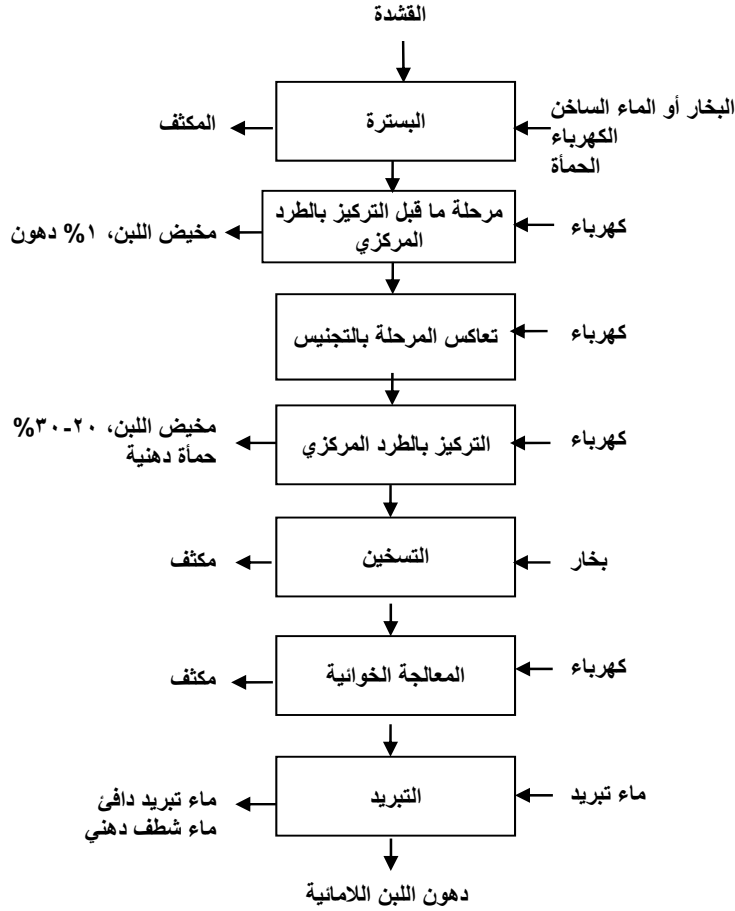 القشدة
البسترة
البخار أو الماء الساخن
الكهرباء
الحمأة
المكثف
مرحلة ما قبل التركيز بالطرد
المركزي
كهرباء
مخيض اللبن، ١% دهون
تعاكس المرحلة بالتجنيس
كهرباء
التركيز بالطرد المركزي
كهرباء
مخيض اللبن، ٢٠-٣٠%
حمأة دهنية
التسخين
بخار
مكثف
المعالجة الخوائية
كهرباء
مكثف
التبريد
ماء تبريد
ماء تبريد دافئ
ماء شطف دهني
دهون اللبن اللامائية